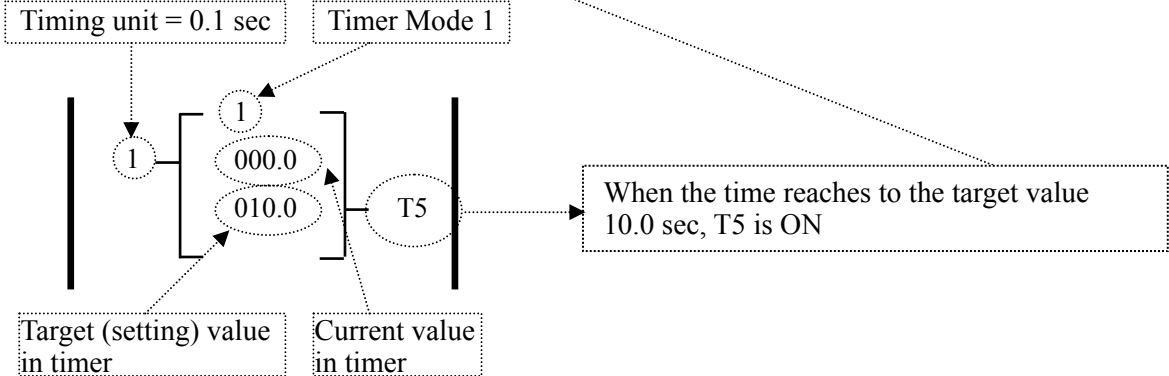 Timing unit = 0.1 sec
Timer Mode 1
1
1
000.0
010.0
T5
When the time reaches to the target value
10.0 sec, T5 is ON
Target (setting) value
in timer
Current value
in timer